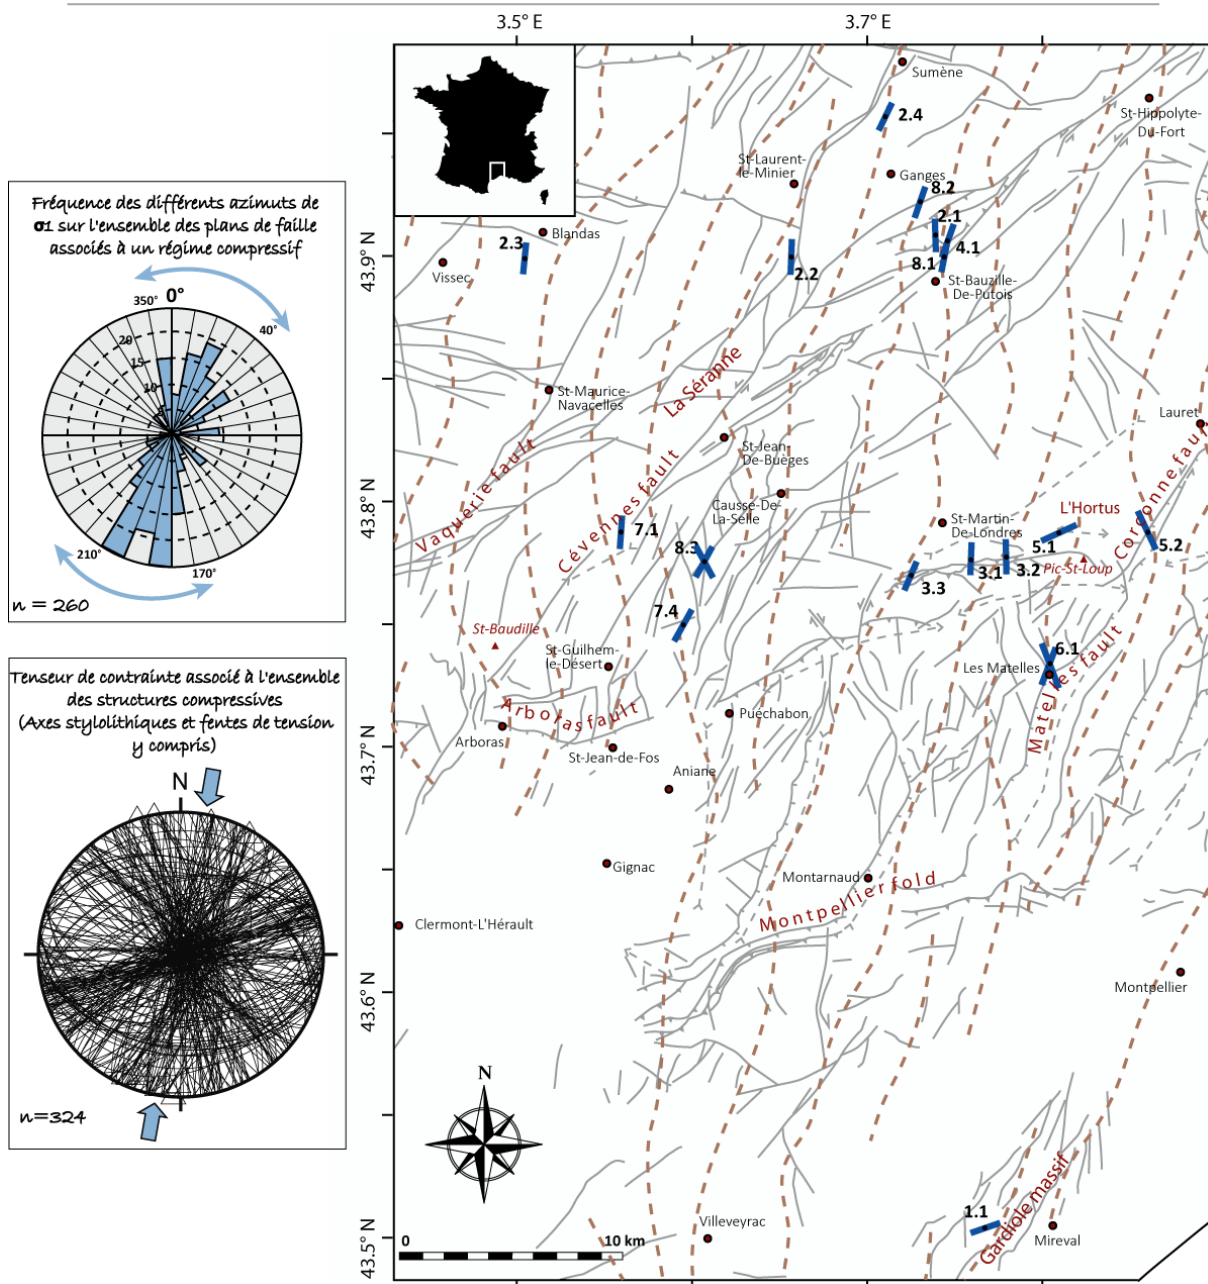 3.5° E
3.7° E
Fréquence des différents azimuts de
σ1 sur l'ensemble des plans de faille
associés à un régime compressif
350°
0°
40°
20
15
10
5
210°
170°
n = 260
Tenseur de contrainte associé à l'ensemble
des structures compressives
(Axes stylolithiques et fentes de tension
y compris)
N
n=324
43.9° N
43.8° N
43.7° N
43.6° N
43.5° N
Sumène
2.4
St-Hippolyte-
Du-Fort
St-Laurent-
le-Minier
Ganges
8.2
2.1
4.1
8.1
Blandas
2.3
Vissec
2.2
St-Bauzille-
De-Putois
St-Maurice-
Navacelles
La Séranne
Lauret
St-Jean-
De-Buèges
Vaquerie fault
Cévennes fault
Causse-De-
La-Selle
Corconne fault
L'Hortus
St-Martin-
De-Londres
7.1
8.3
5.1
5.2
3.1
3.2
Pic-St-Loup
3.3
7.4
St-Baudille
St-Guilhem-
le-Désert
6.1
Les Matelles
Matelles fault
Arboras fault
Arboras
Puéchabon
St-Jean-de-Fos
Aniane
Gignac
Montarnaud
Montpellier fold
Clermont-L'Hérault
Montpellier
N
0
10 km
Villeveyrac
1.1
Gardiole massif
Mireval